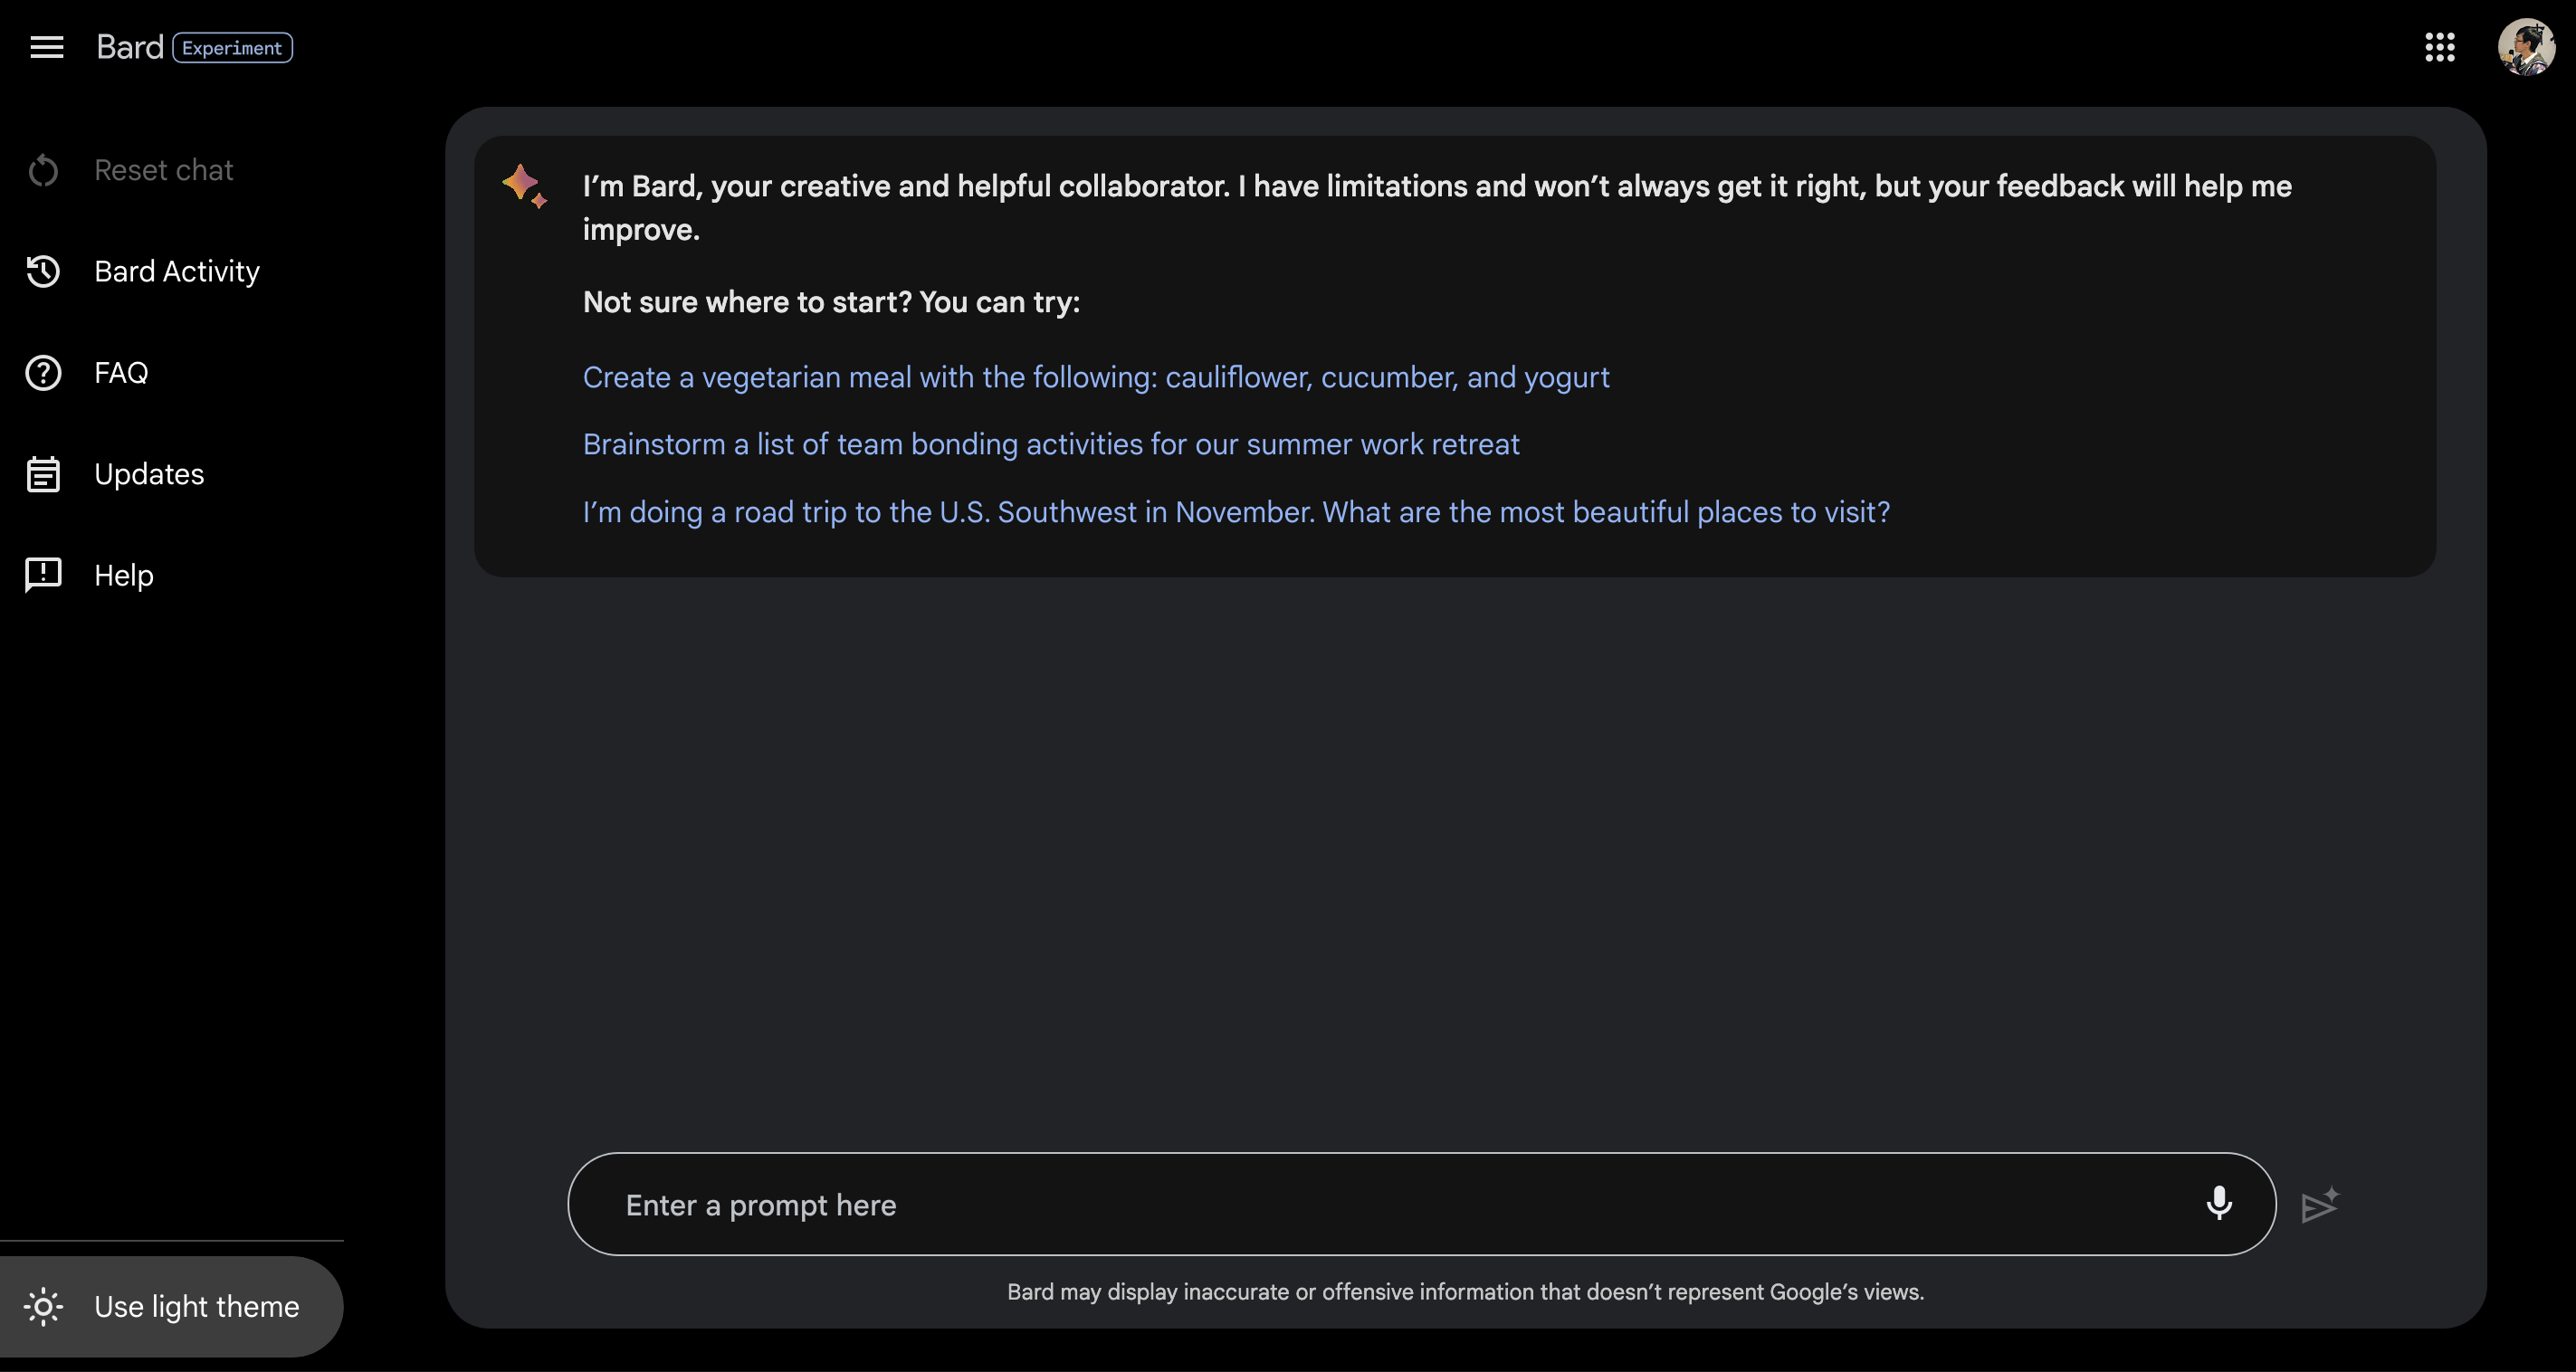 Bard Experiment
Reset chat
Bard Activity
FAQ
Updates
Help
Use light theme
I’m Bard, your creative and helpful collaborator. I have limitations and won’t always get it right, but your feedback will help me
improve.
Not sure where to start? You can try:
Create a vegetarian meal with the following: cauliflower, cucumber, and yogurt
Brainstorm a list of team bonding activities for our summer work retreat
I’m doing a road trip to the U.S. Southwest in November. What are the most beautiful places to visit?
Enter a prompt here
Bard may display inaccurate or offensive information that doesn’t represent Google’s views.